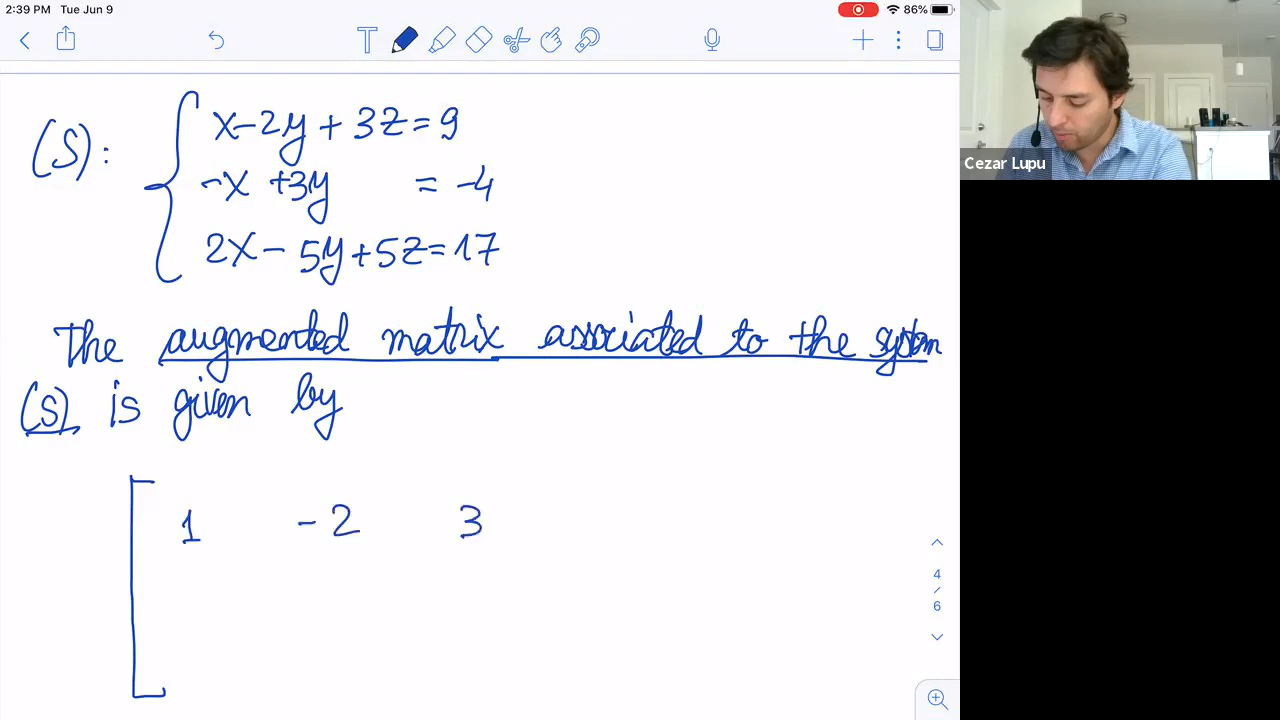 2:39 PM Tue Jun 9
86%
T
(S):
x-2y+3z=9
-x+3y = -4
2x-5y+5z=17
The augmented matrix associated to the system
(S) is given by
1 -2 3
4
/
6
Cezar Lupu